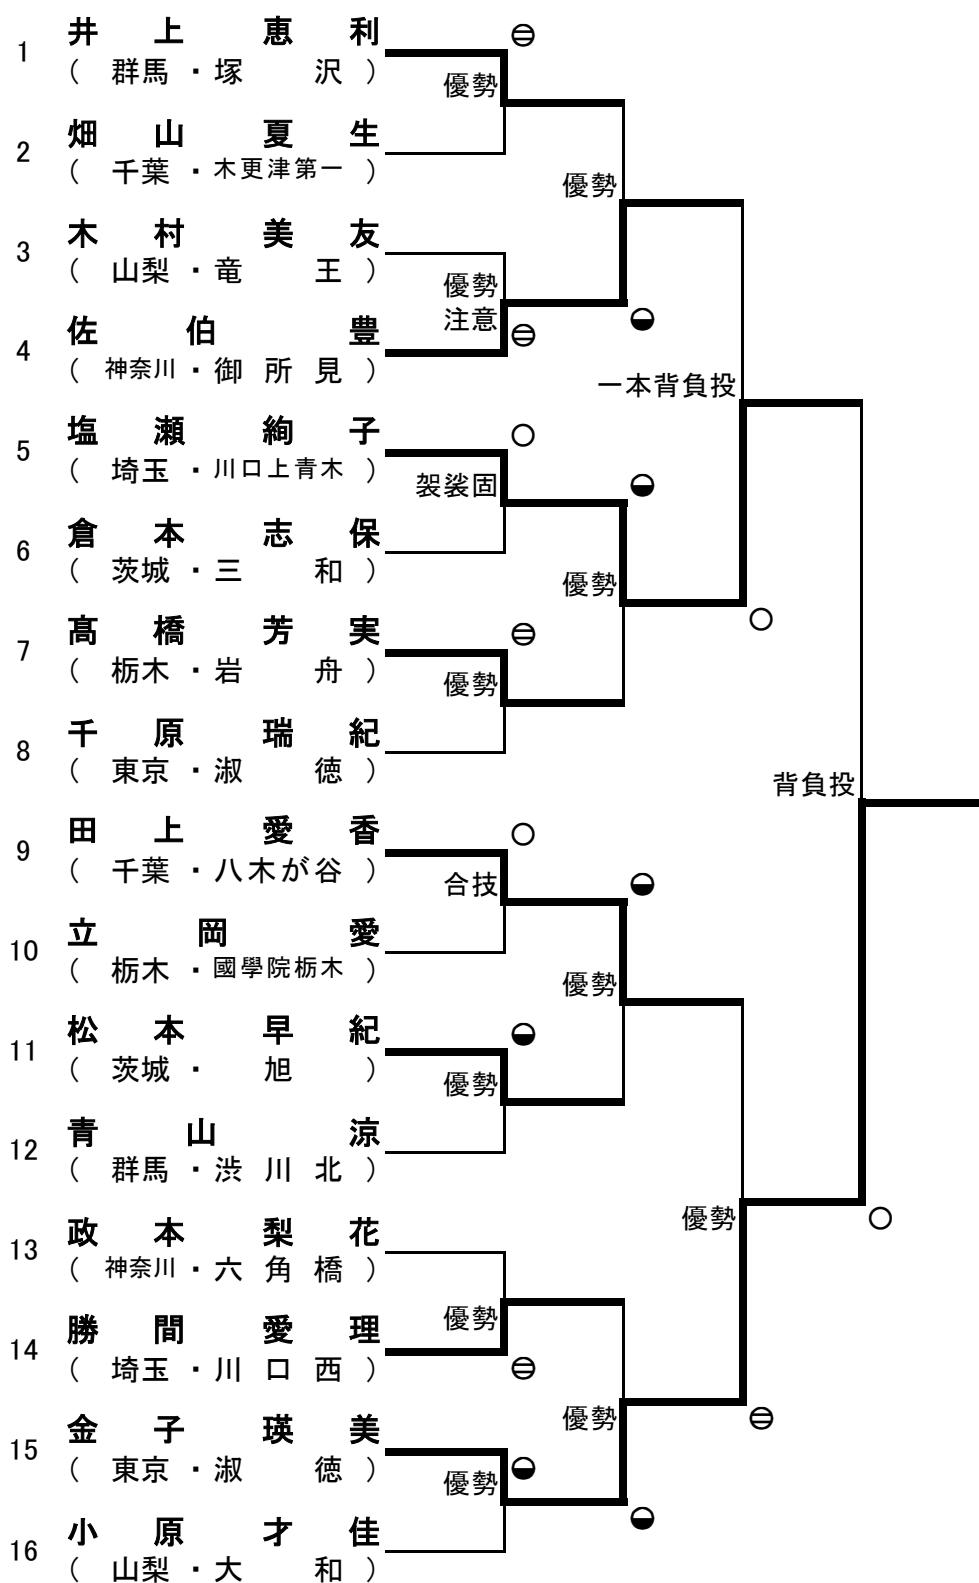 井上恵利
1
優勢
(群馬・塚沢)
畑山夏生
2
(千葉・木更津第一)
優勢
木村美友
3
(山梨・竜王)
優勢
注意
佐伯豊
4
(神奈川・御所見)
一本背負投
塩瀬絢子
5
(埼玉・川口上青木)
袈裟固
倉本志保
6
(茨城・三和)
優勢
髙橋芳実
7
(栃木・岩舟)
優勢
千原瑞紀
8
(東京・淑徳)
背負投
田上愛香
9
(千葉・八木が谷)
合技
立岡愛
10
(栃木・國學院栃木)
優勢
松本早紀
11
(茨城・旭)
優勢
青山涼
12
(群馬・渋川北)
優勢
政本梨花
13
(神奈川・六角橋)
優勢
勝間愛理
14
(埼玉・川口西)
優勢
金子瑛美
15
(東京・淑徳)
優勢
小原才佳
16
(山梨・大和)